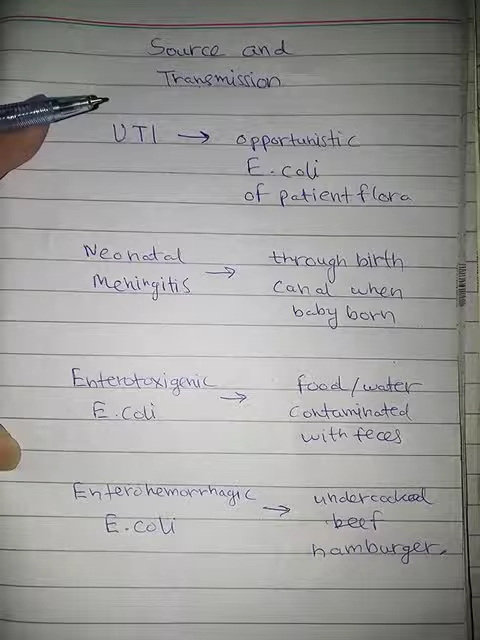 Source and
Transmission
UTI → opportunistic
E.coli
of patient flora
Neonatal
Meningitis → through birth
canal when
baby born
Enterotoxigenic
E.coli → food/water
contaminated
with feces
Enterohemorrhagic
E.coli → undercooked
beef
hamburger.